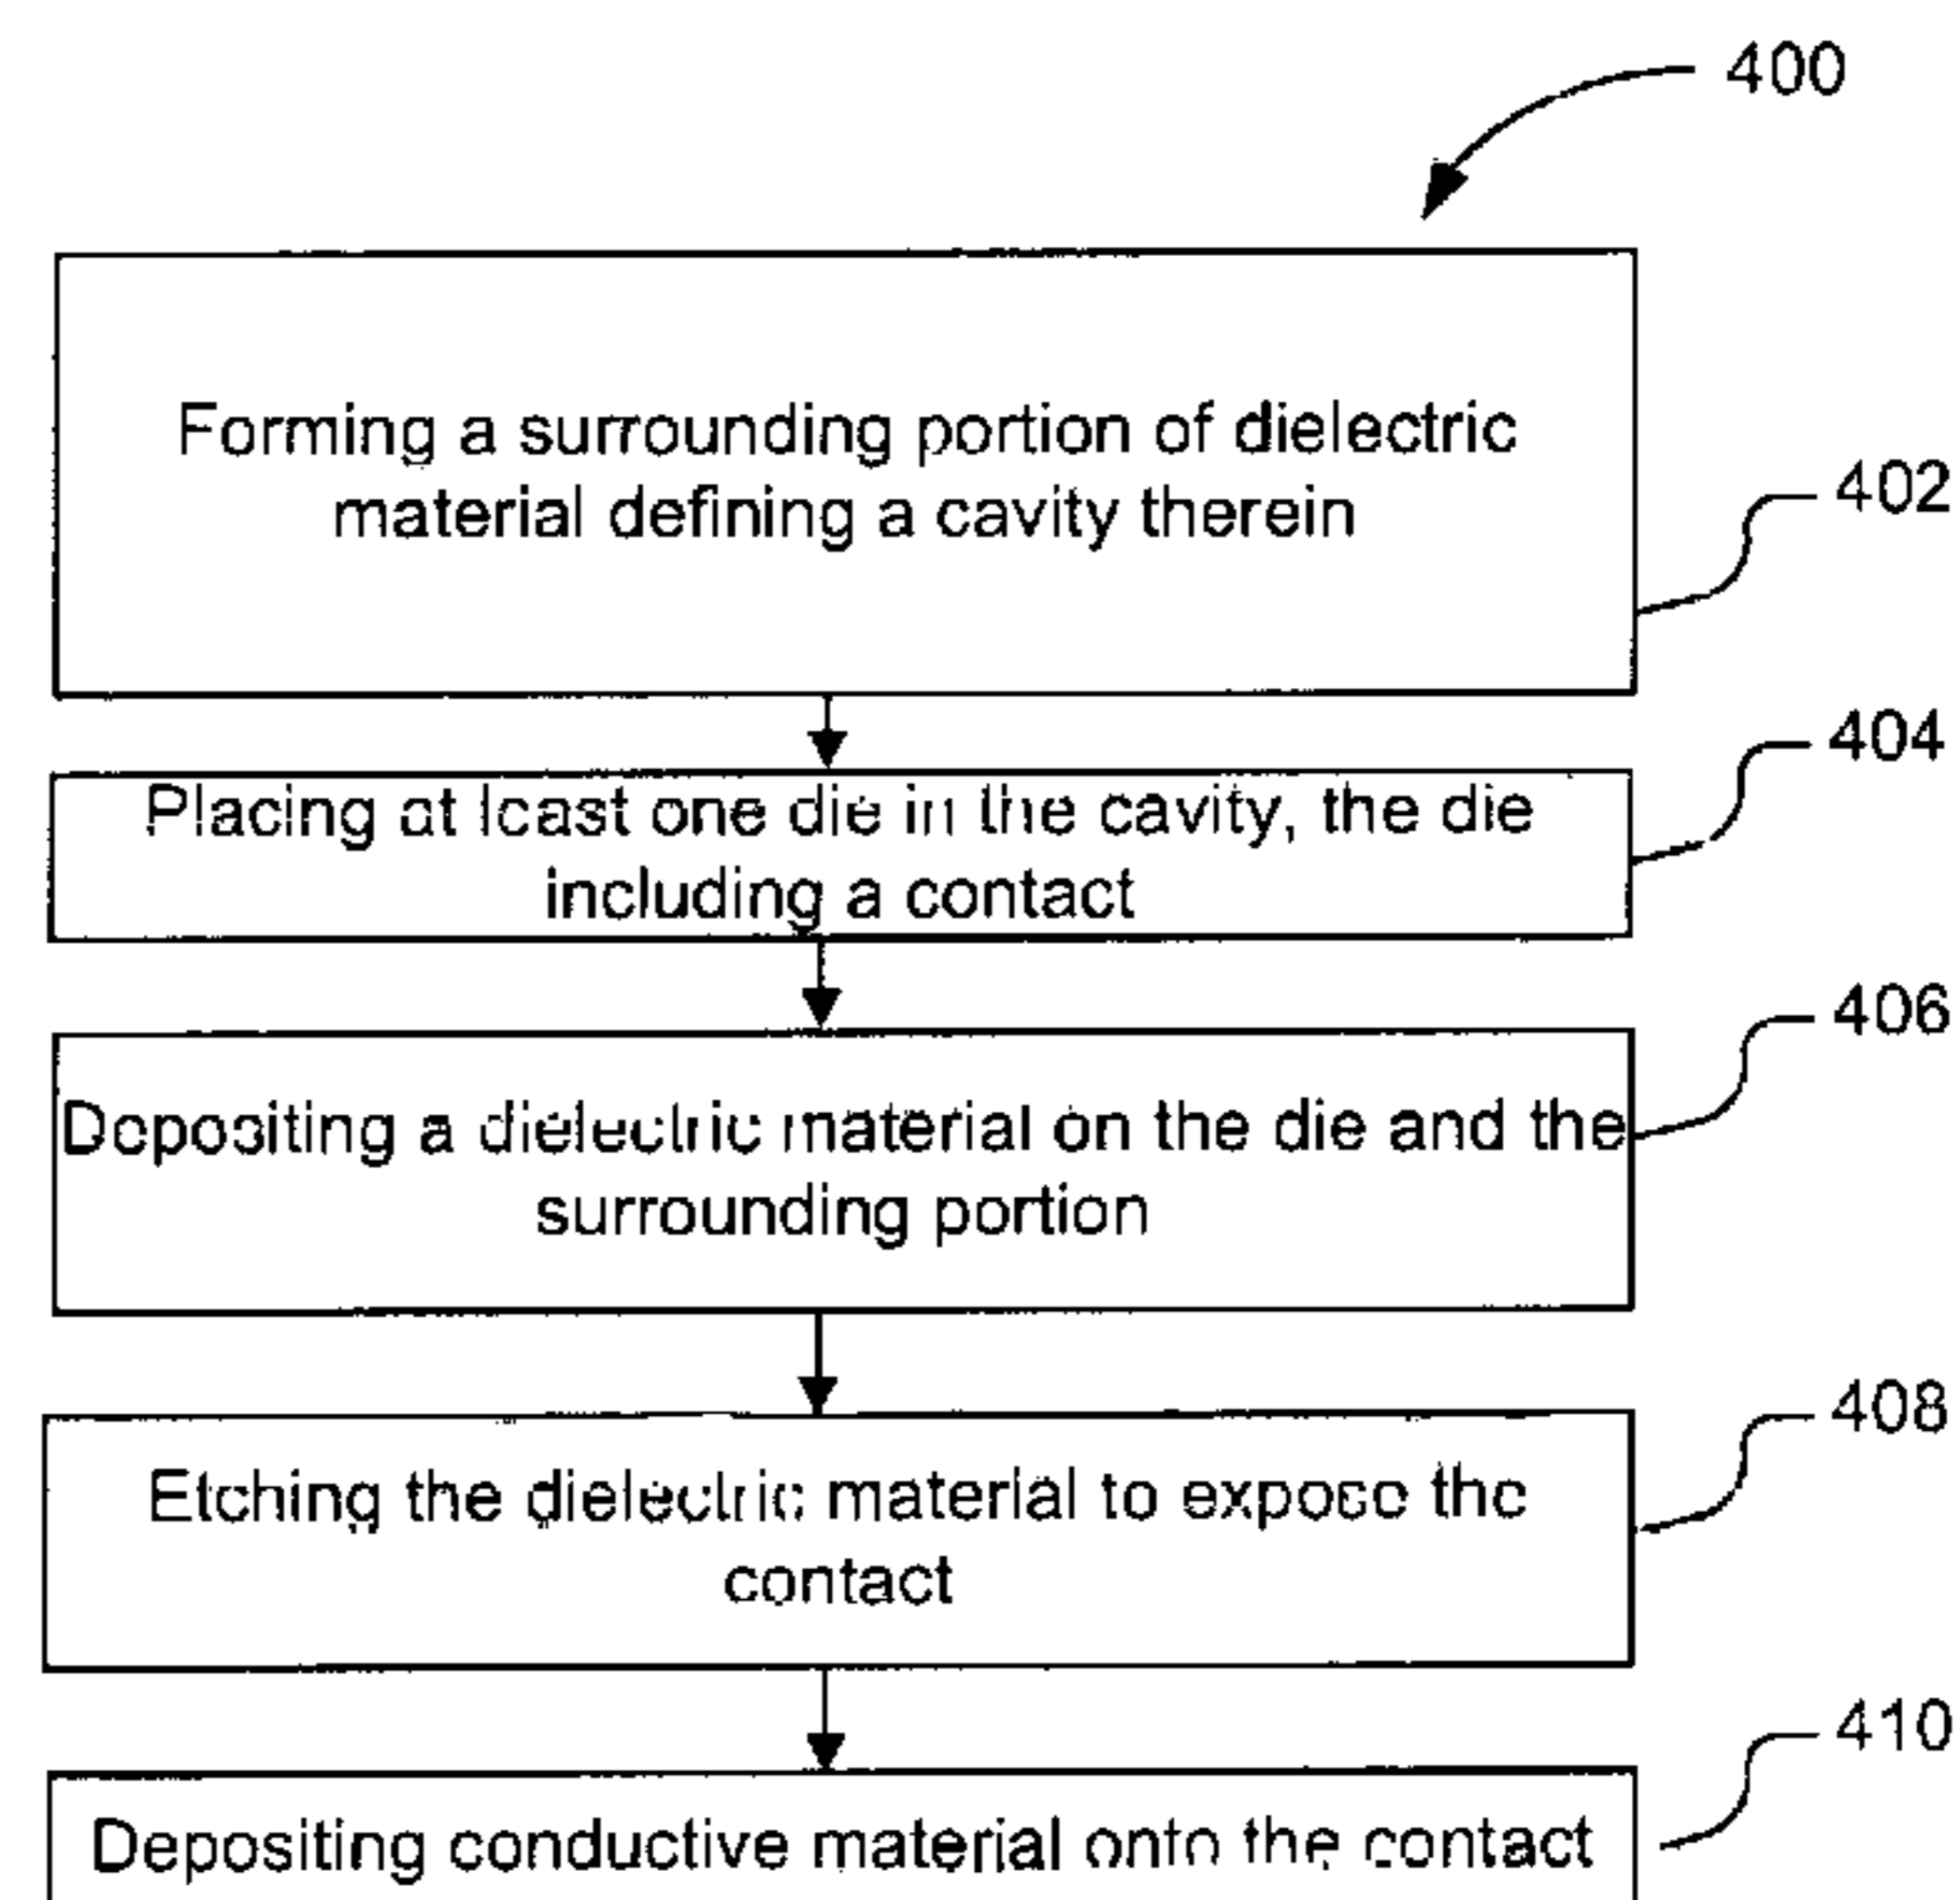 400
Forming a surrounding portion of dielectric
material defining a cavity therein
402
404
Placing at least one die in the cavity, the die
including a contact
406
Depositing a dielectric material on the die and the
surrounding portion
408
Etching the dielectric material to expose the
contact
410
Depositing conductive material onto the contact